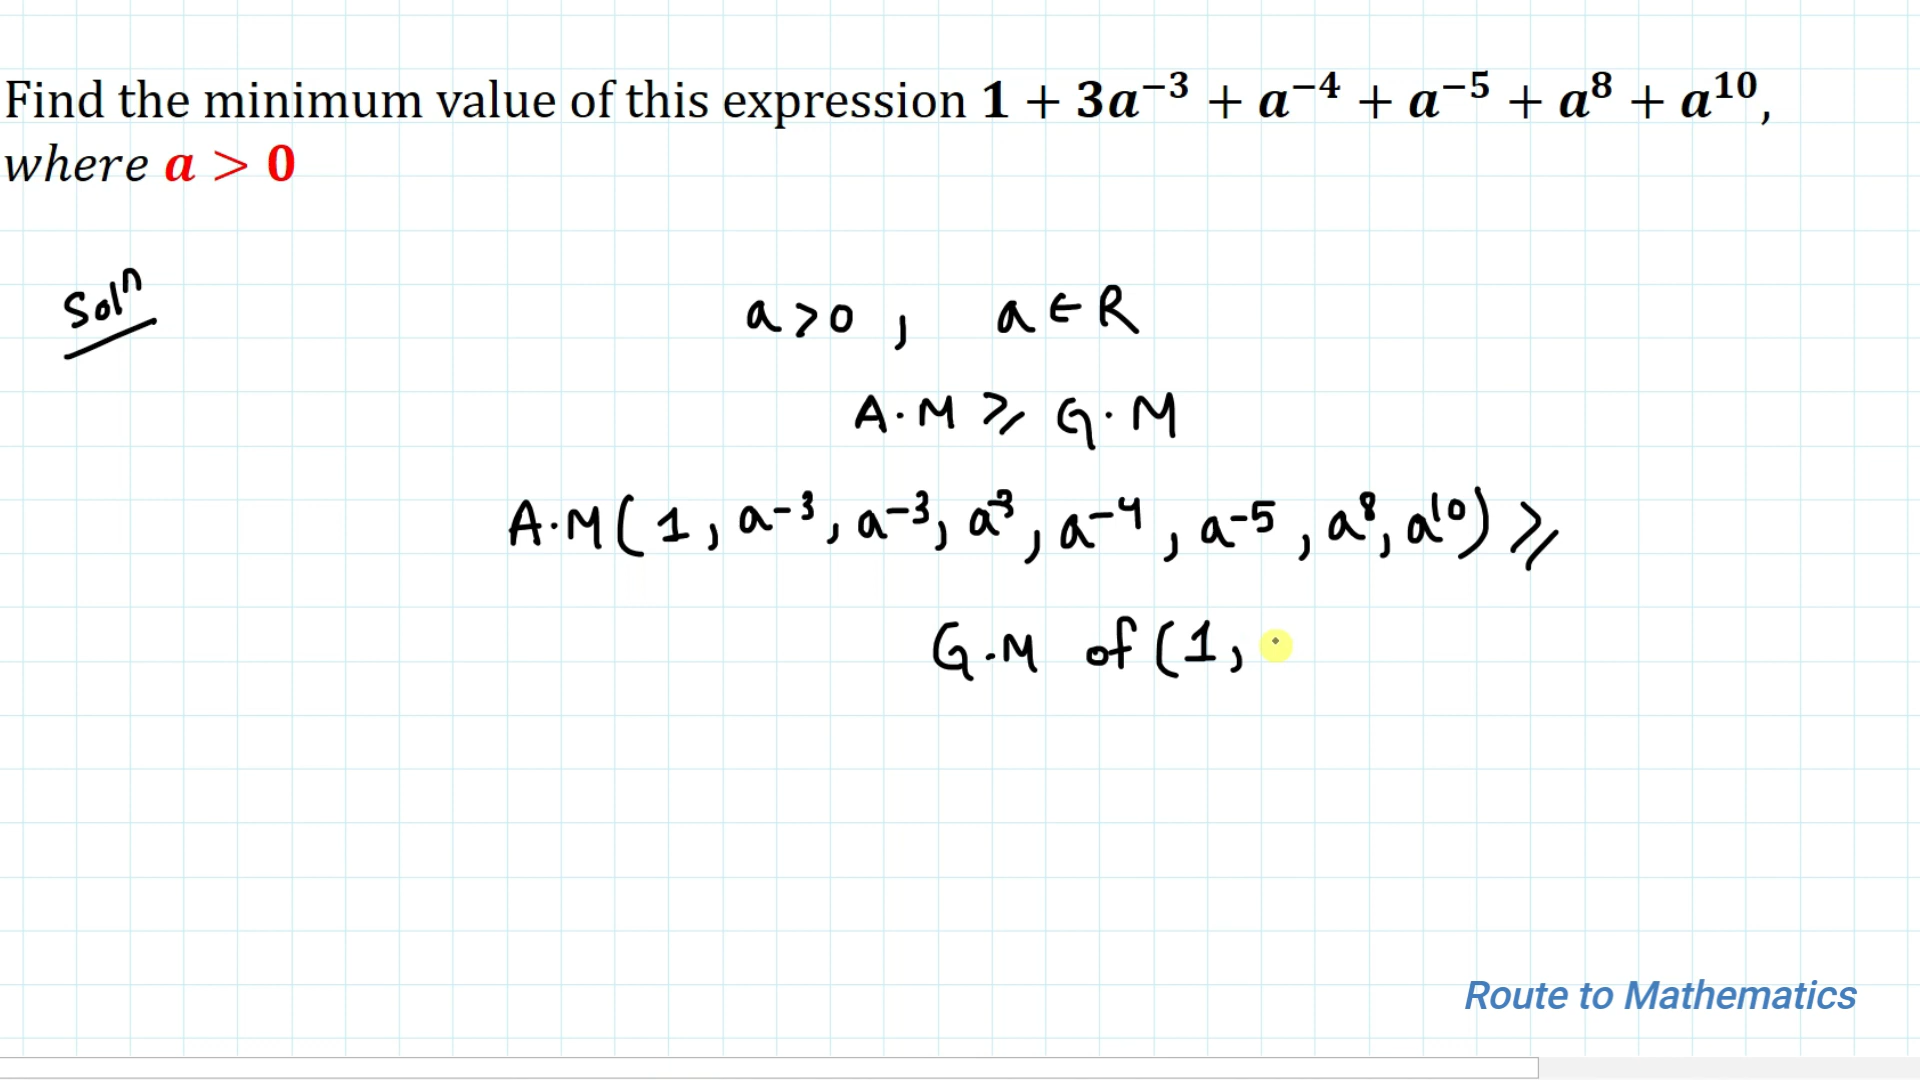 Find the minimum value of this expression 1 + 3a⁻³ + a⁻⁴ + a⁻⁵ + a⁸ + a¹⁰,
where a > 0
Solⁿ
a > 0 , a ∈ R
A.M ⩾ G.M
A.M ( 1 , a⁻³ , a⁻³ , a³ , a⁻⁴ , a⁻⁵ , a⁸ , a¹⁰ ) ⩾
G.M of ( 1 ,
Route to Mathematics